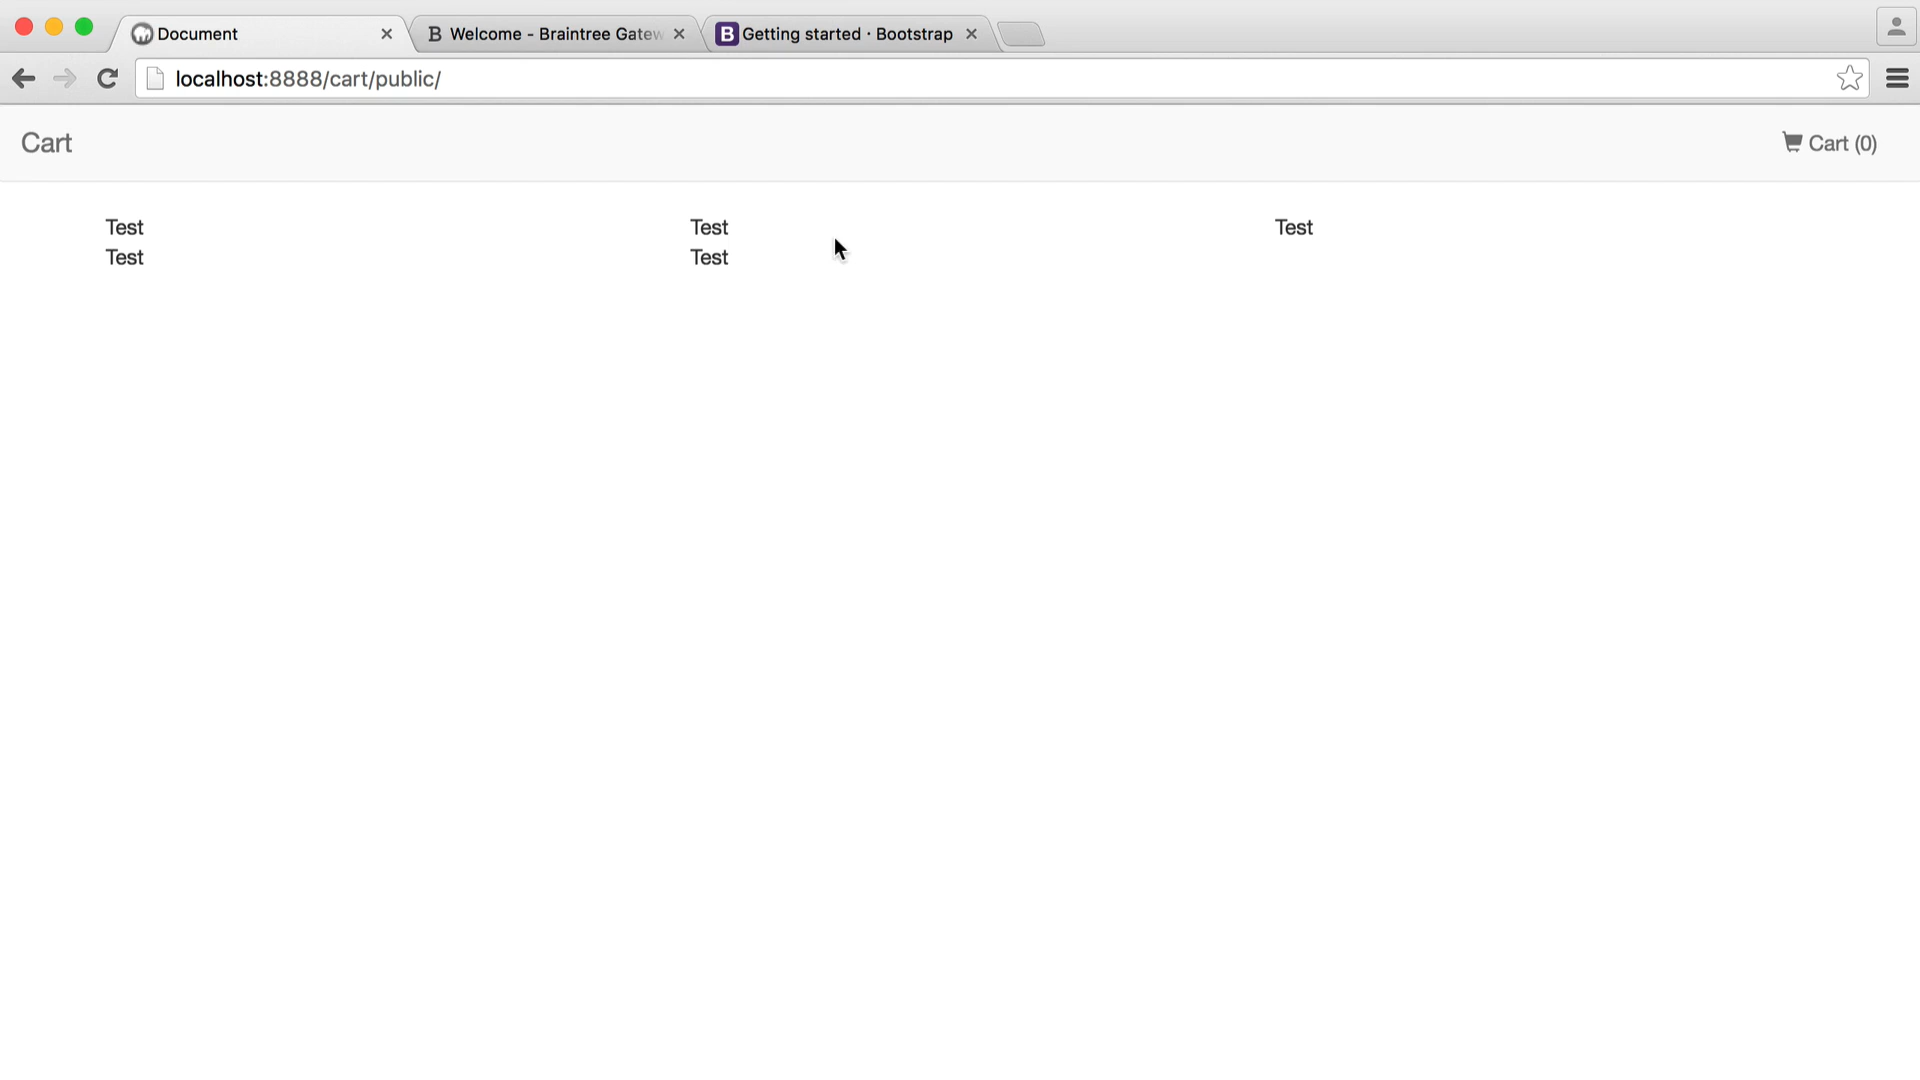 Document
B Welcome - Braintree Gatew
B Getting started · Bootstrap
localhost:8888/cart/public/
Cart
Cart (0)
Test Test Test
Test Test